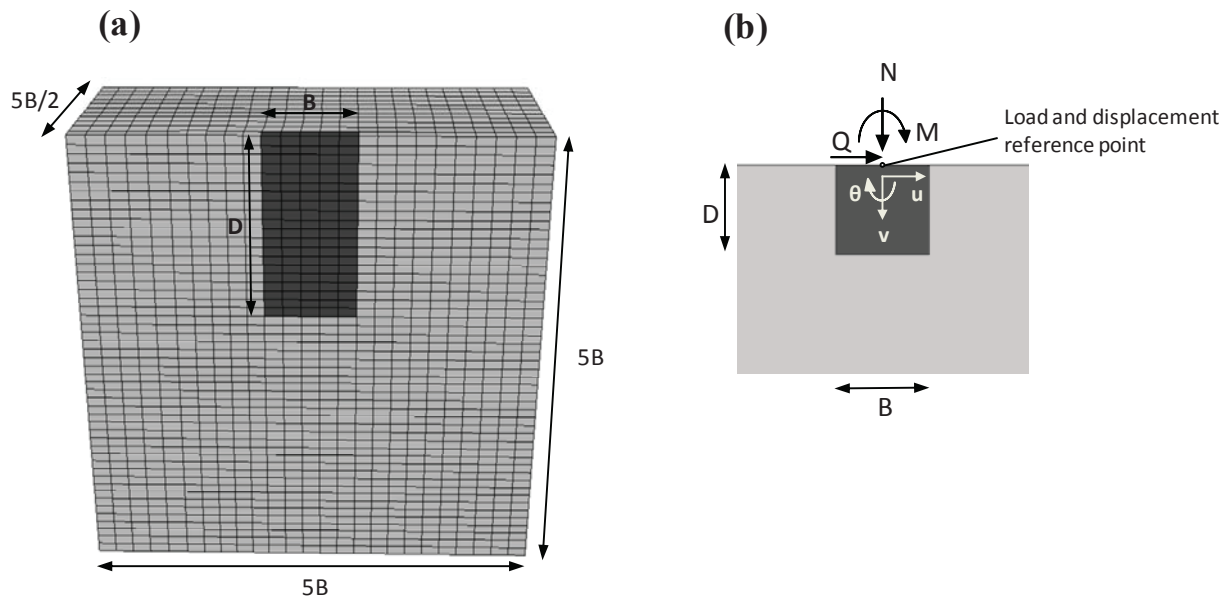 (a)
5B/2
B
D
5B
5B
(b)
N
Q
M
Load and displacement
reference point
D
θ
u
v
B